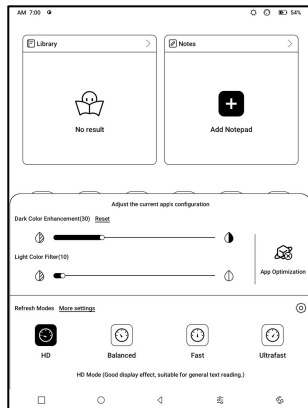 AM 7:00 54%
Library Notes
No result Add Notepad
Adjust the current app's configuration
Dark Color Enhancement(30) Reset
Light Color Filter(10)
App Optimization
Refresh Modes More settings
HD Balanced Fast Ultrafast
HD Mode (Good display effect, suitable for general text reading.)